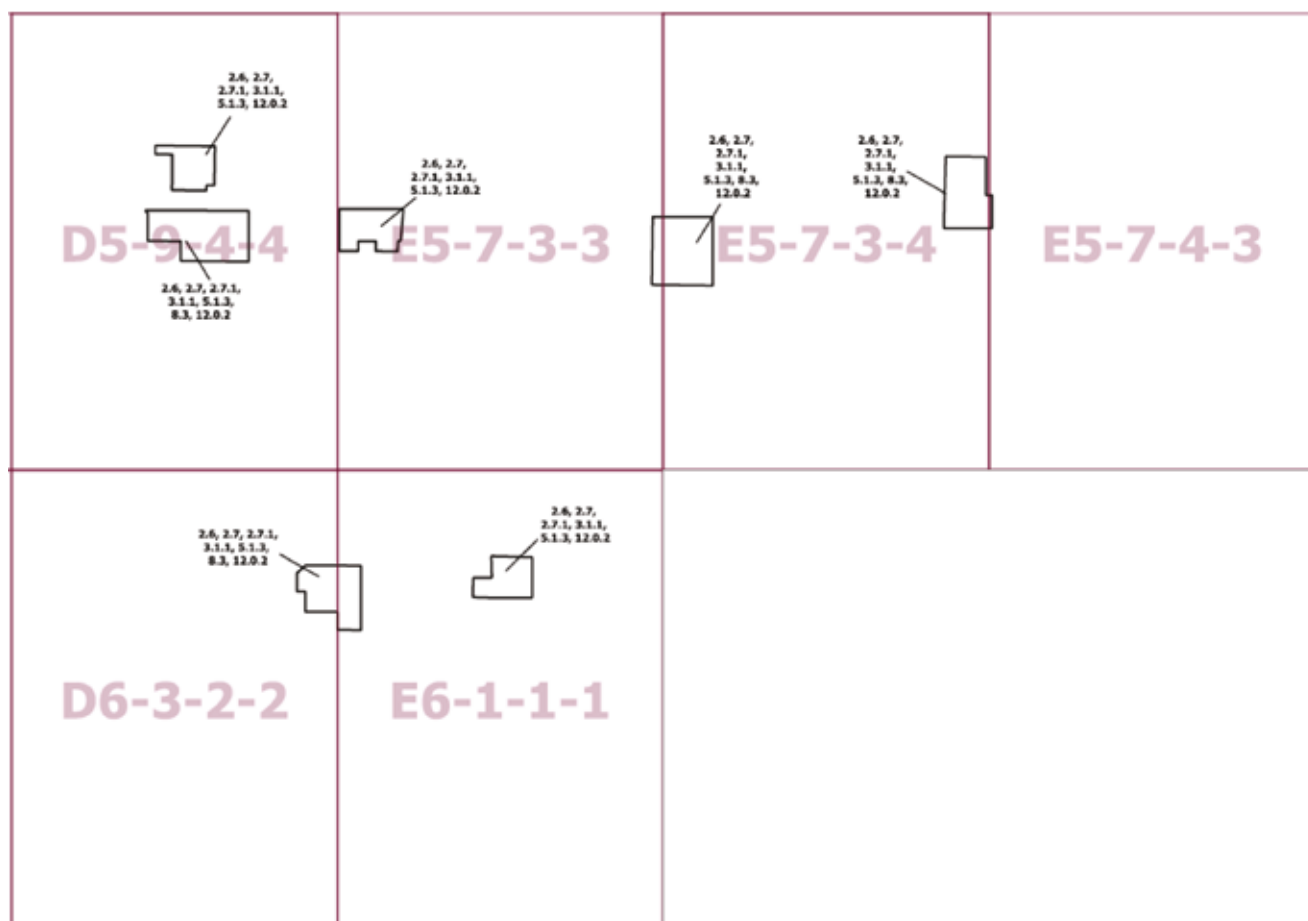 2.6, 2.7,
2.7.1, 3.1.1,
5.1.3, 12.0.2
D5-9-4-4
2.6, 2.7, 2.7.1,
3.1.1, 5.1.3,
8.3, 12.0.2
2.6, 2.7,
2.7.1, 3.1.1,
5.1.3, 12.0.2
E5-7-3-3
2.6, 2.7,
2.7.1,
3.1.1,
5.1.3, 8.3,
12.0.2
E5-7-3-4
2.6, 2.7,
2.7.1,
3.1.1,
5.1.3, 8.3,
12.0.2
E5-7-4-3
2.6, 2.7, 2.7.1,
3.1.1, 5.1.3,
8.3, 12.0.2
D6-3-2-2
2.6, 2.7,
2.7.1, 3.1.1,
5.1.3, 12.0.2
E6-1-1-1